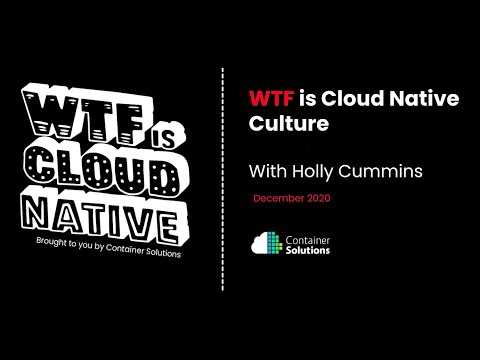 WTF IS
CLOUD
NATIVE
Brought to you by Container Solutions
WTF is Cloud Native
Culture
With Holly Cummins
December 2020
Container
Solutions